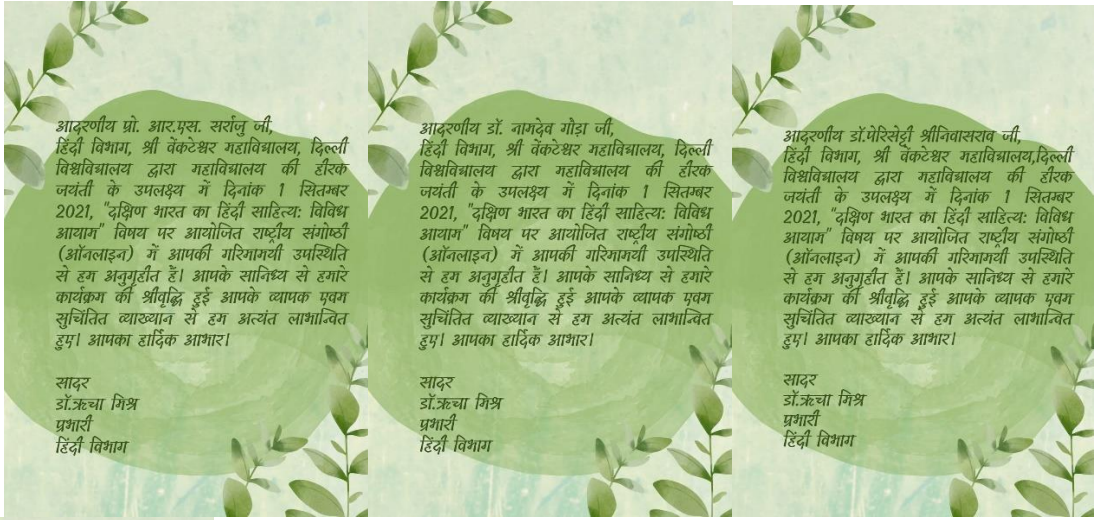 आदरणीय प्रो. आर.एस. सर्राजु जी,
हिंदी विभाग, श्री वेंकटेश्वर महाविद्यालय, दिल्ली
विश्वविद्यालय द्वारा महाविद्यालय की हीरक
जयंती के उपलक्ष्य में दिनांक 1 सितम्बर
2021, "दक्षिण भारत का हिंदी साहित्य: विविध
आयाम" विषय पर आयोजित राष्ट्रीय संगोष्ठी
(ऑनलाइन) में आपकी गरिमामयी उपस्थिति
से हम अनुगृहीत हैं। आपके सानिध्य से हमारे
कार्यक्रम की श्रीवृद्धि हुई आपके व्यापक एवम
सुचिंतित व्याख्यान से हम अत्यंत लाभान्वित
हुए। आपका हार्दिक आभार।
सादर
डॉ.ऋचा मिश्र
प्रभारी
हिंदी विभाग
आदरणीय डॉ. नामदेव गौड़ा जी,
हिंदी विभाग, श्री वेंकटेश्वर महाविद्यालय, दिल्ली
विश्वविद्यालय द्वारा महाविद्यालय की हीरक
जयंती के उपलक्ष्य में दिनांक 1 सितम्बर
2021, "दक्षिण भारत का हिंदी साहित्य: विविध
आयाम" विषय पर आयोजित राष्ट्रीय संगोष्ठी
(ऑनलाइन) में आपकी गरिमामयी उपस्थिति
से हम अनुगृहीत हैं। आपके सानिध्य से हमारे
कार्यक्रम की श्रीवृद्धि हुई आपके व्यापक एवम
सुचिंतित व्याख्यान से हम अत्यंत लाभान्वित
हुए। आपका हार्दिक आभार।
सादर
डॉ.ऋचा मिश्र
प्रभारी
हिंदी विभाग
आदरणीय डॉ.पेरिसेट्टी श्रीनिवासराव जी,
हिंदी विभाग, श्री वेंकटेश्वर महाविद्यालय,दिल्ली
विश्वविद्यालय द्वारा महाविद्यालय की हीरक
जयंती के उपलक्ष्य में दिनांक 1 सितम्बर
2021, "दक्षिण भारत का हिंदी साहित्य: विविध
आयाम" विषय पर आयोजित राष्ट्रीय संगोष्ठी
(ऑनलाइन) में आपकी गरिमामयी उपस्थिति
से हम अनुगृहीत हैं। आपके सानिध्य से हमारे
कार्यक्रम की श्रीवृद्धि हुई आपके व्यापक एवम
सुचिंतित व्याख्यान से हम अत्यंत लाभान्वित
हुए। आपका हार्दिक आभार।
सादर
डॉ.ऋचा मिश्र
प्रभारी
हिंदी विभाग